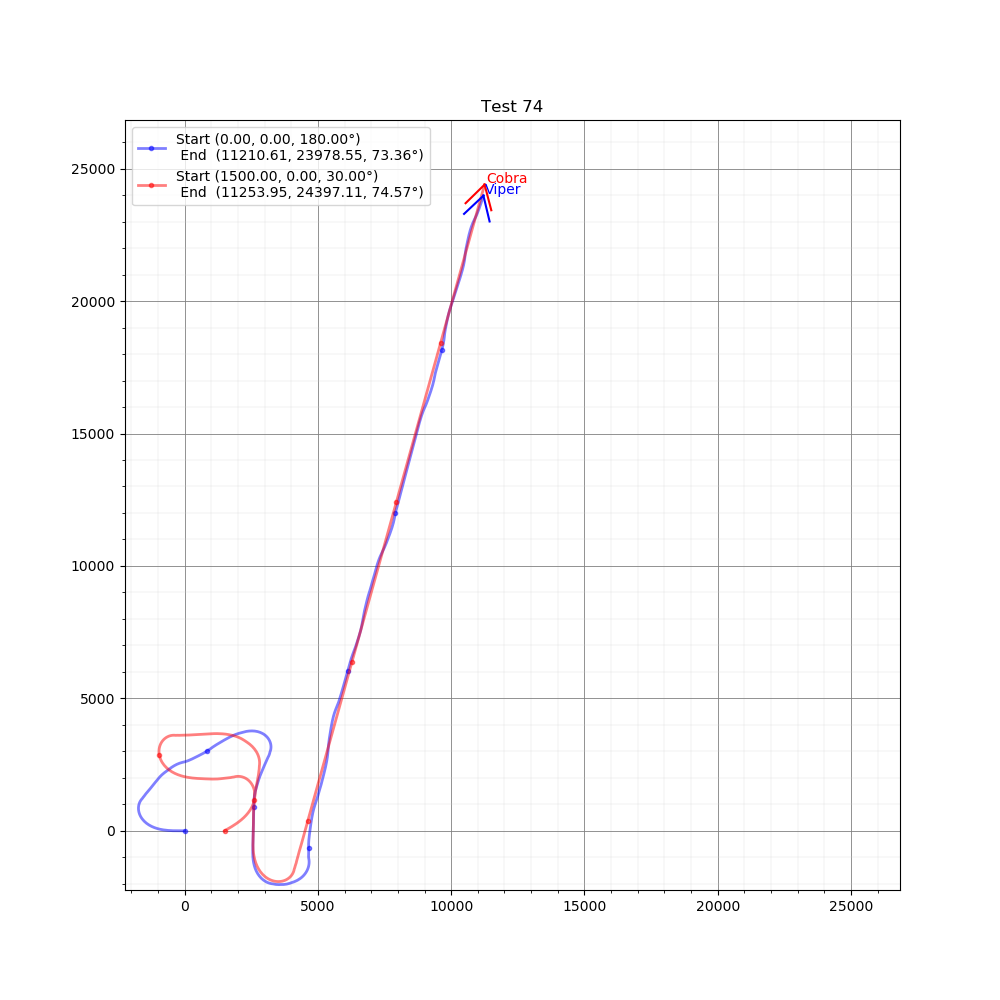 Test 74
Start (0.00, 0.00, 180.00°)
End (11210.61, 23978.55, 73.36°)
Start (1500.00, 0.00, 30.00°)
End (11253.95, 24397.11, 74.57°)
Cobra
Viper
25000
20000
15000
10000
5000
0
0 5000 10000 15000 20000 25000